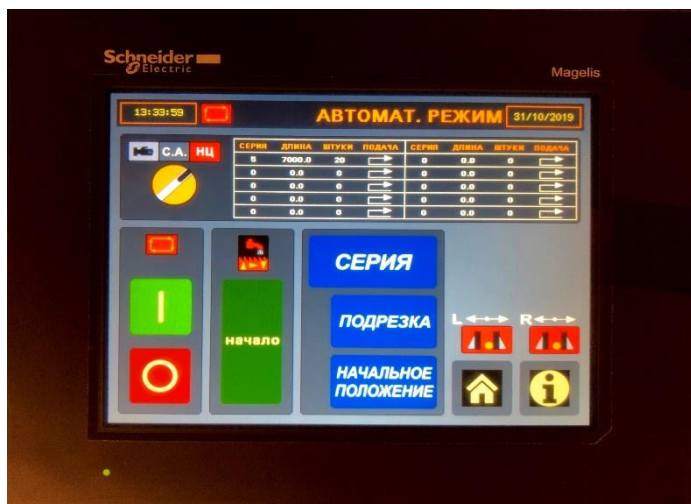 Schneider
Electric
Magelis
13:33:59
АВТОМАТ. РЕЖИМ
31/10/2019
С.А. НЦ
СЕРИЯ ДЛИНА ШТУКИ ПОДАЧА СЕРИЯ ДЛИНА ШТУКИ ПОДАЧА
5 7000.0 20 0 0.0 0
0 0.0 0 0 0.0 0
0 0.0 0 0 0.0 0
0 0.0 0 0 0.0 0
0 0.0 0 0 0.0 0
СЕРИЯ
начало
ПОДРЕЗКА
L R
НАЧАЛЬНОЕ
ПОЛОЖЕНИЕ